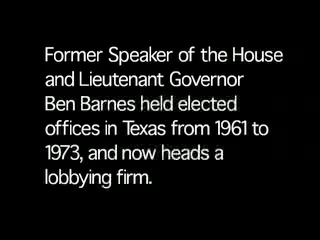 Former Speaker of the House
and Lieutenant Governor
Ben Barnes held elected
offices in Texas from 1961 to
1973, and now heads a
lobbying firm.